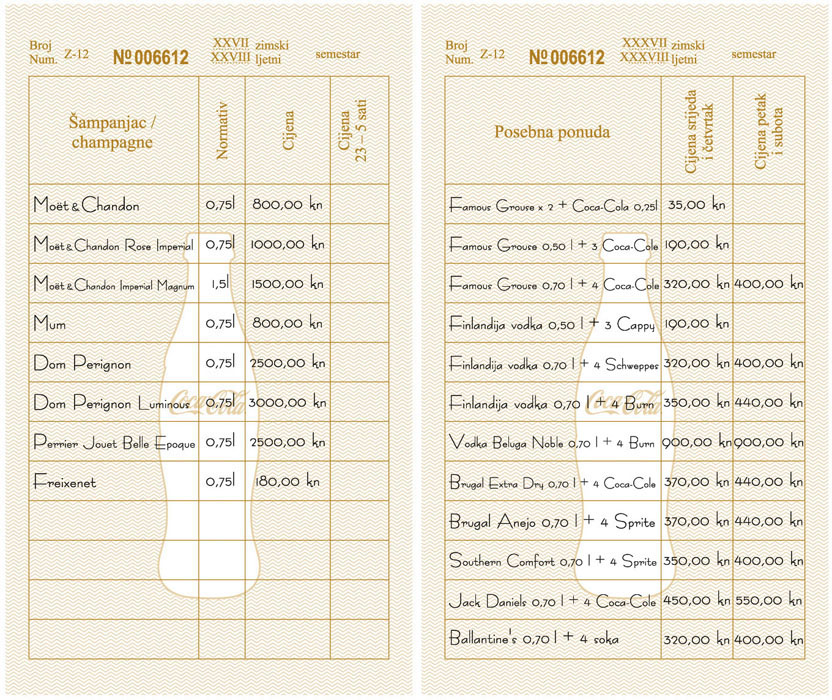 Broj
Num. Z-12 № 006612 XXXVII zimski
XXXVIII ljetni semestar
Šampanjac /
champagne
Normativ
Cijena
Cijena
23 – 5 sati
Moët & Chandon 0,75l 800,00 kn
Moët & Chandon Rose Imperial 0,75l 1000,00 kn
Moët & Chandon Imperial Magnum 1,5l 1500,00 kn
Mum 0,75l 800,00 kn
Dom Perignon 0,75l 2500,00 kn
Dom Perignon Luminous 0,75l 3000,00 kn
Perrier Jouet Belle Epoque 0,75l 2500,00 kn
Freixenet 0,75l 180,00 kn
Coca-Cola
Broj
Num. Z-12 № 006612 XXXVII zimski
XXXVIII ljetni semestar
Posebna ponuda
Cijena srijeda
i četvrtak
Cijena petak
i subota
Famous Grouse x 2 + Coca-Cola 0,25l 35,00 kn
Famous Grouse 0,50 l + 3 Coca-Cole 190,00 kn
Famous Grouse 0,70 l + 4 Coca-Cole 320,00 kn 400,00 kn
Finlandija vodka 0,50 l + 3 Cappy 190,00 kn
Finlandija vodka 0,70 l + 4 Schweppes 320,00 kn 400,00 kn
Finlandija vodka 0,70 l + 4 Burn 350,00 kn 440,00 kn
Vodka Beluga Noble 0,70 l + 4 Burn 900,00 kn 900,00 kn
Brugal Extra Dry 0,70 l + 4 Coca-Cole 370,00 kn 440,00 kn
Brugal Anejo 0,70 l + 4 Sprite 370,00 kn 440,00 kn
Southern Comfort 0,70 l + 4 Sprite 350,00 kn 400,00 kn
Jack Daniels 0,70 l + 4 Coca-Cole 450,00 kn 550,00 kn
Ballantine's 0,70 l + 4 soka 320,00 kn 400,00 kn
Coca-Cola